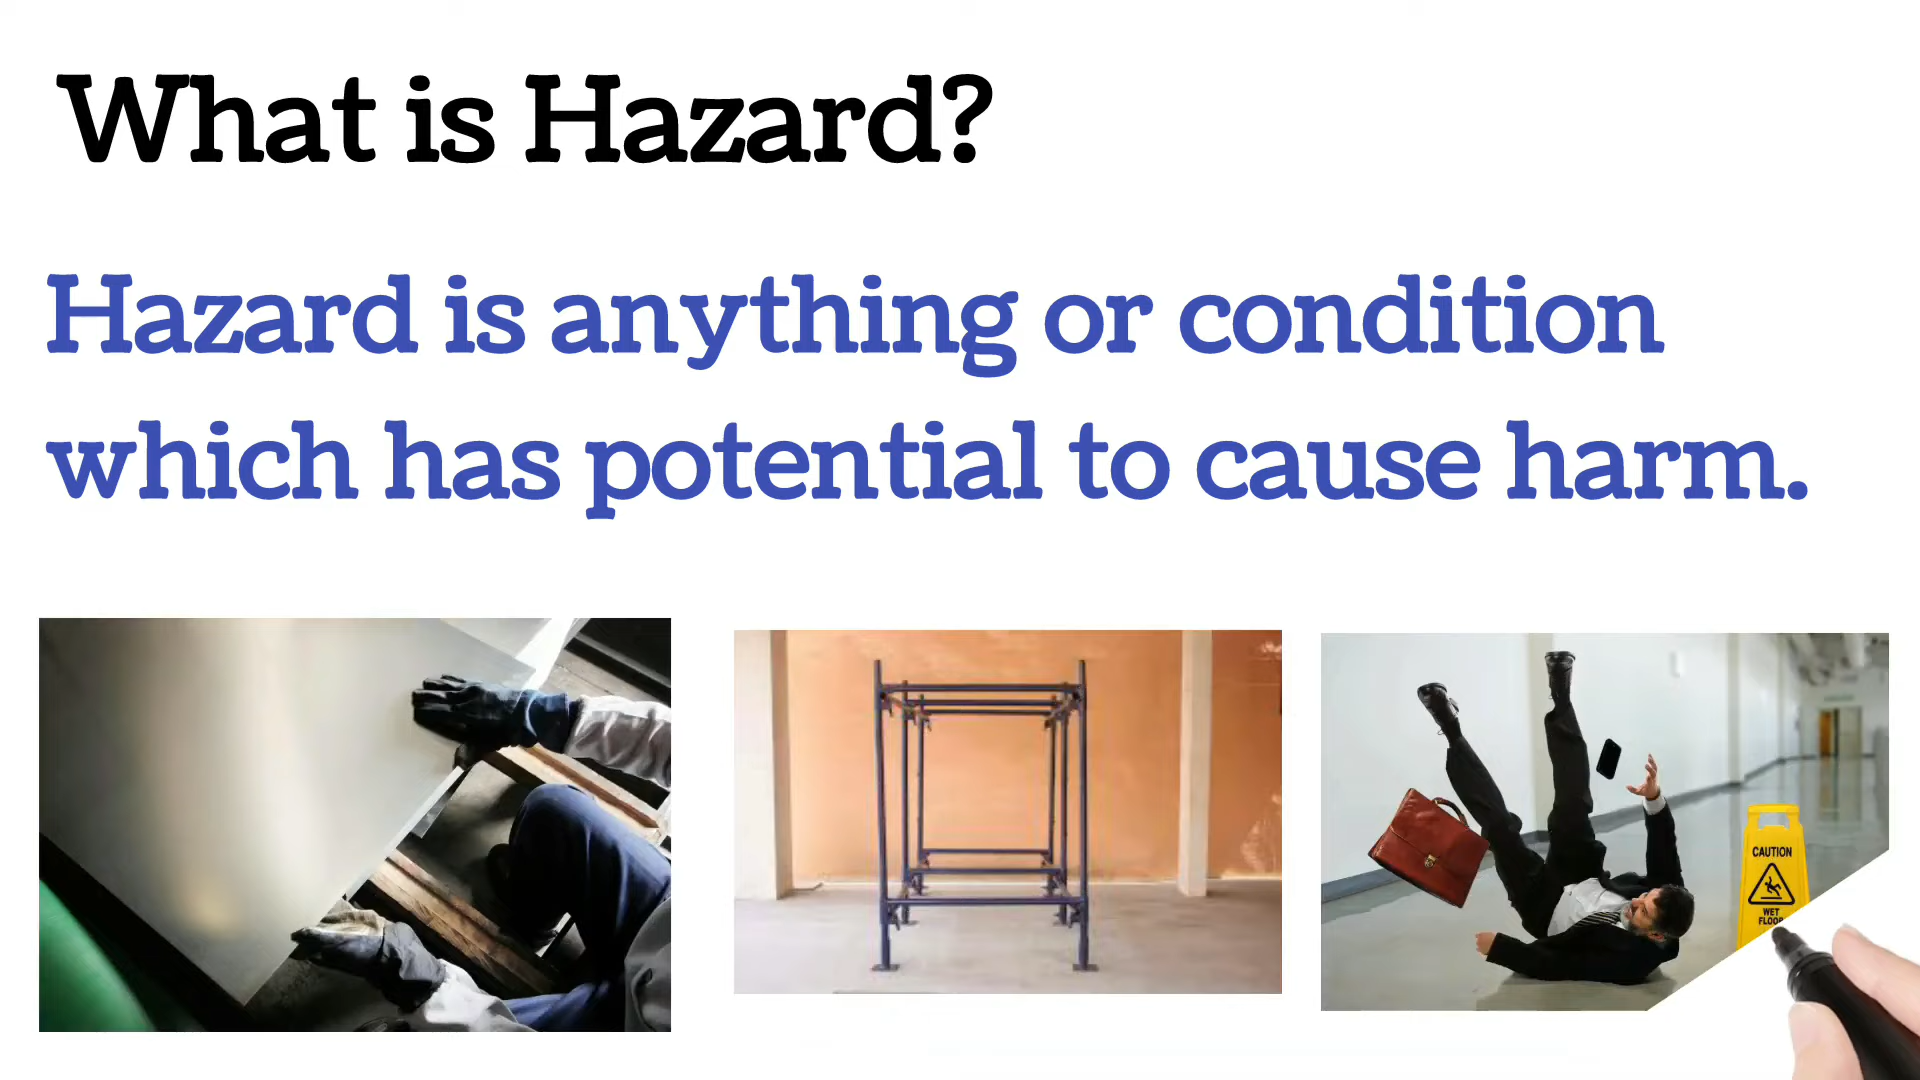 What is Hazard?
Hazard is anything or condition
which has potential to cause harm.
CAUTION
WET
FLOOR